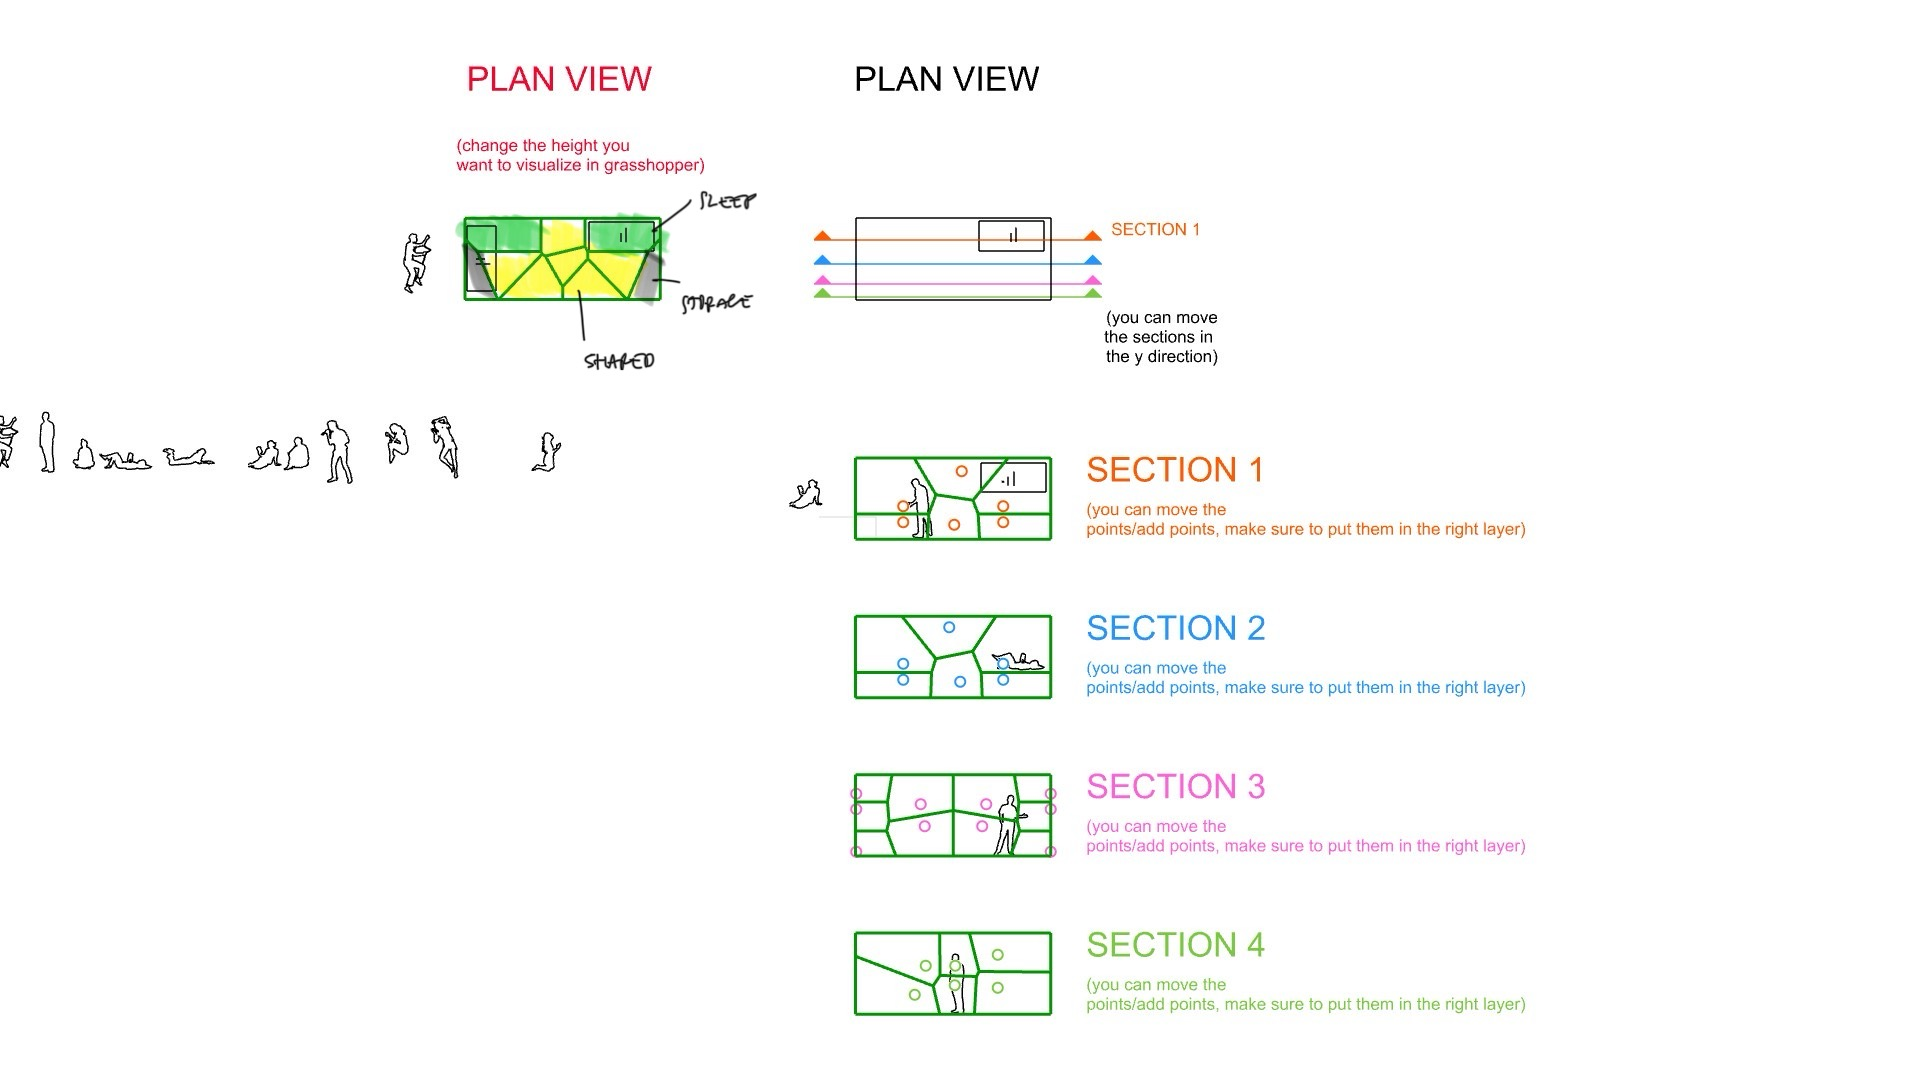 PLAN VIEW
PLAN VIEW
(change the height you
want to visualize in grasshopper)
SLEEP
SECTION 1
STORAGE
(you can move
the sections in
the y direction)
SHARED
SECTION 1
(you can move the
points/add points, make sure to put them in the right layer)
SECTION 2
(you can move the
points/add points, make sure to put them in the right layer)
SECTION 3
(you can move the
points/add points, make sure to put them in the right layer)
SECTION 4
(you can move the
points/add points, make sure to put them in the right layer)